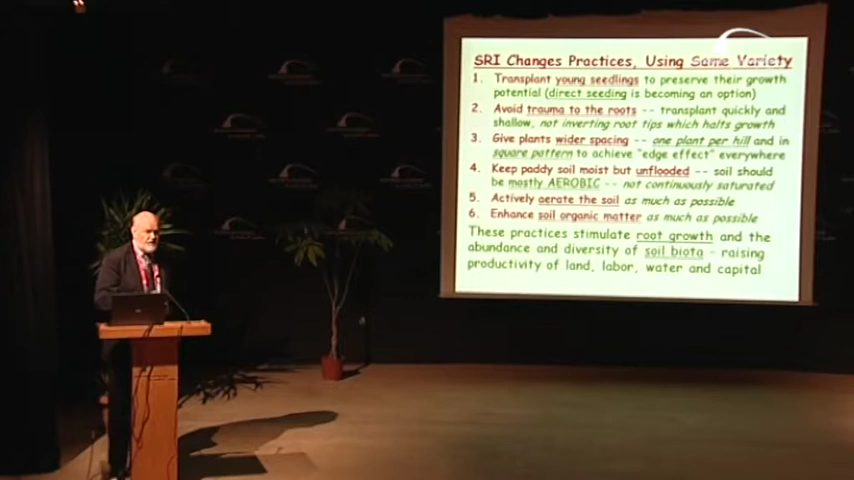 SRI Changes Practices, Using Same Variety
1. Transplant young seedlings to preserve their growth
potential (direct seeding is becoming an option)
2. Avoid trauma to the roots -- transplant quickly and
shallow, not inverting root tips which halts growth
3. Give plants wider spacing -- one plant per hill and in
square pattern to achieve "edge effect" everywhere
4. Keep paddy soil moist but unflooded -- soil should
be mostly AEROBIC -- not continuously saturated
5. Actively aerate the soil as much as possible
6. Enhance soil organic matter as much as possible
These practices stimulate root growth and the
abundance and diversity of soil biota - raising
productivity of land, labor, water and capital